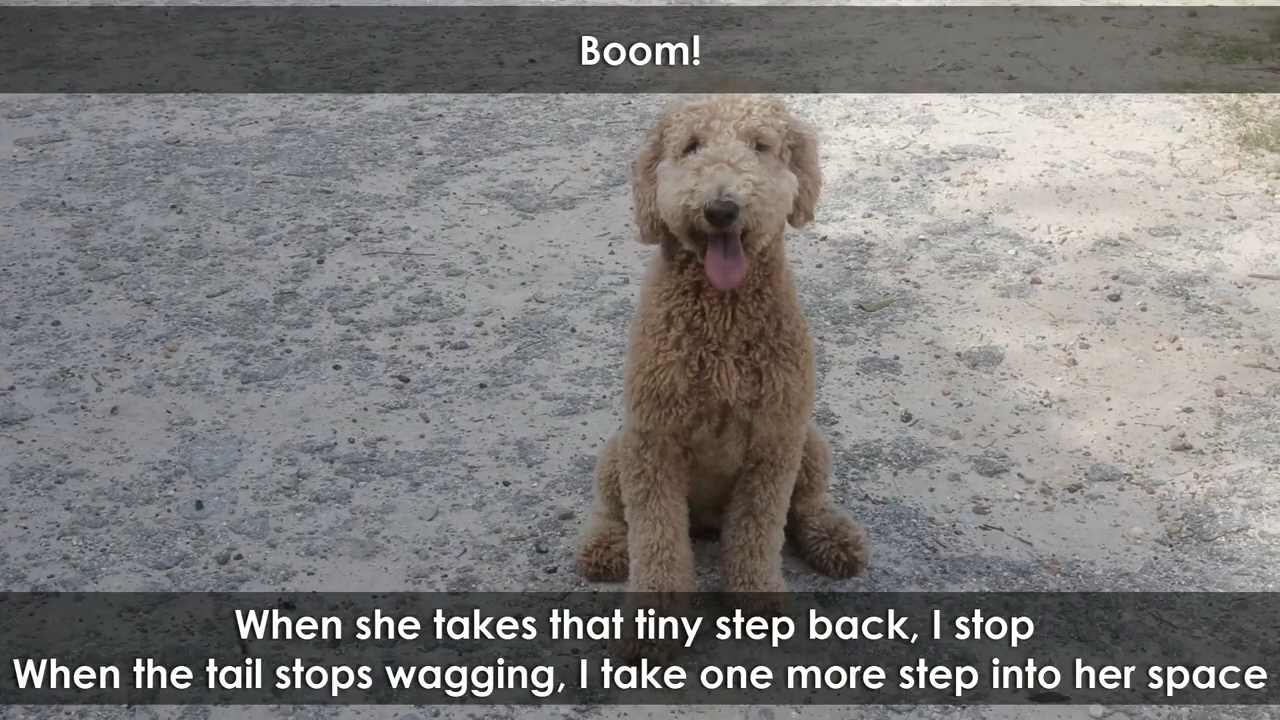 Boom!
When she takes that tiny step back, I stop
When the tail stops wagging, I take one more step into her space